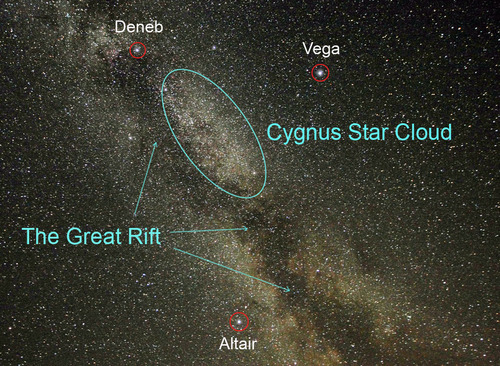 Deneb
Vega
Cygnus Star Cloud
The Great Rift
Altair